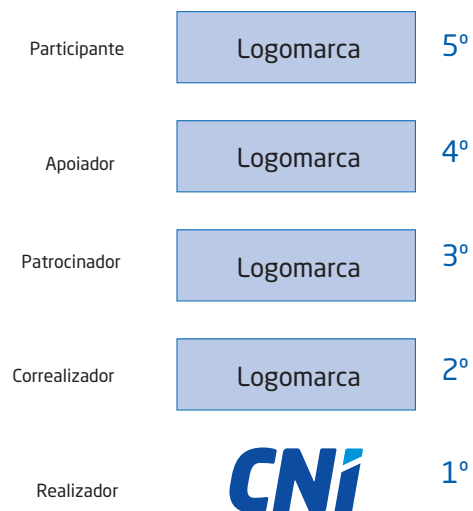 Participante Logomarca 5º
Apoiador Logomarca 4º
Patrocinador Logomarca 3º
Correalizador Logomarca 2º
Realizador CNI 1º